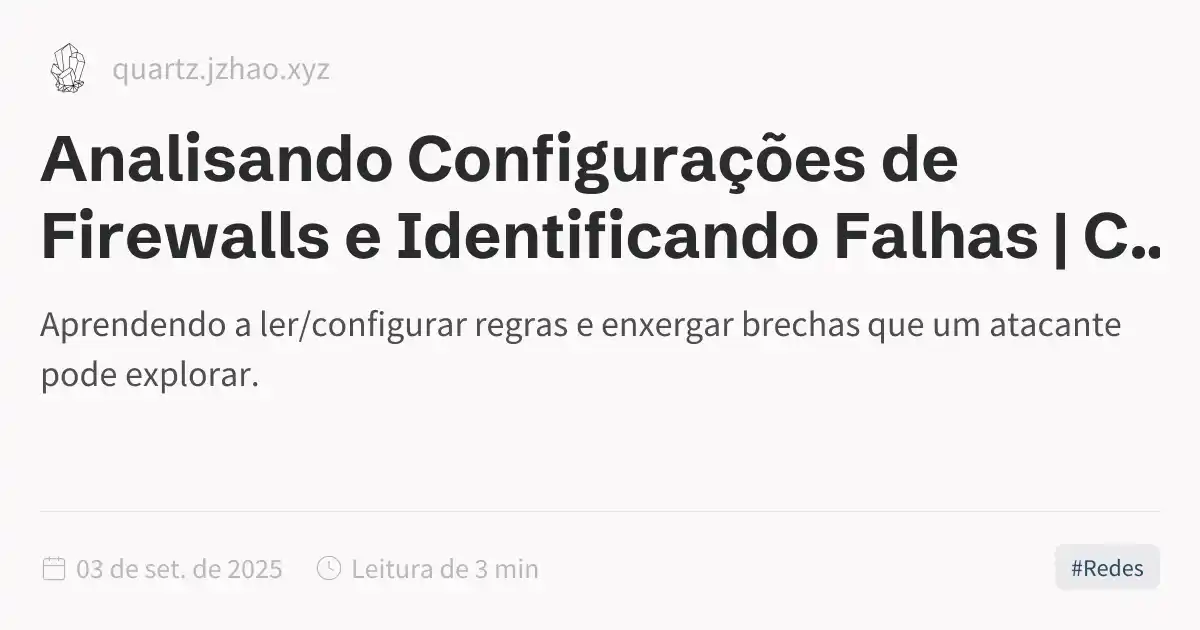 quartz.jzhao.xyz
Analisando Configurações de
Firewalls e Identificando Falhas | C..
Aprendendo a ler/configurar regras e enxergar brechas que um atacante
pode explorar.
03 de set. de 2025
Leitura de 3 min
#Redes